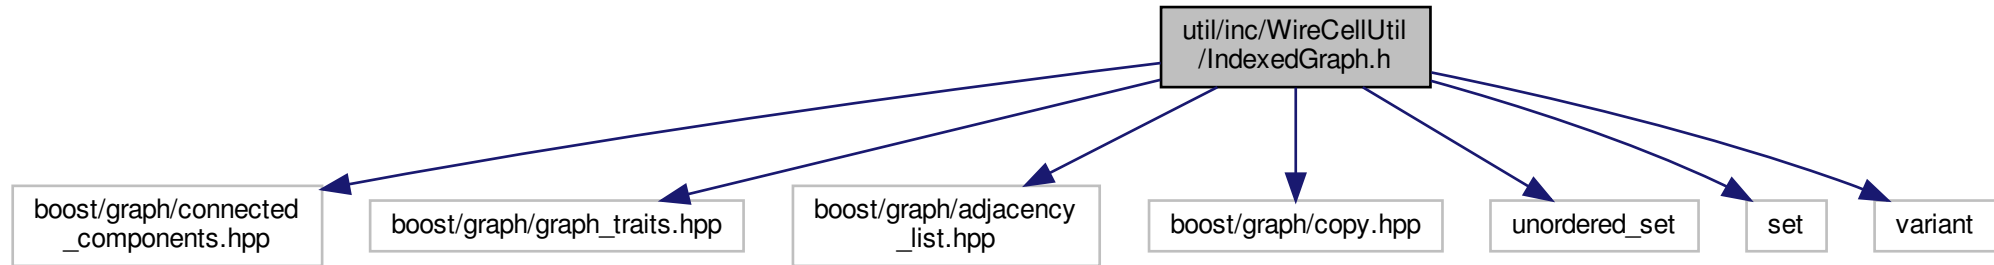 util/inc/WireCellUtil
/IndexedGraph.h
boost/graph/connected
_components.hpp
boost/graph/graph_traits.hpp
boost/graph/adjacency
_list.hpp
boost/graph/copy.hpp
unordered_set
set
variant